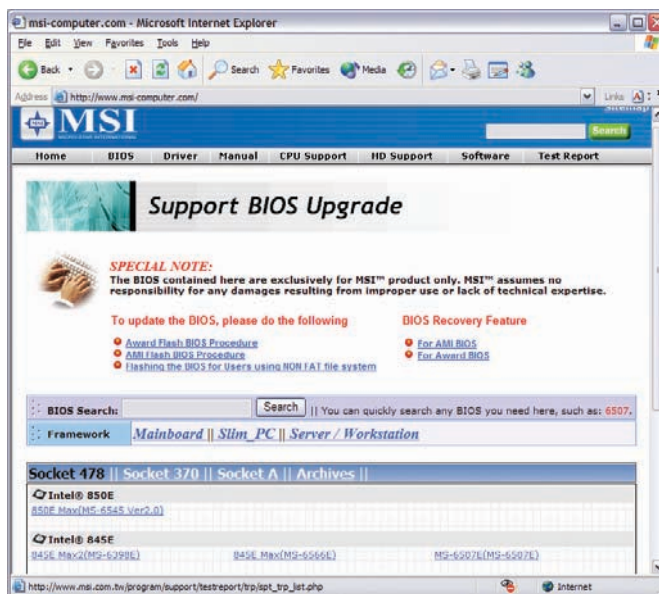 msi-computer.com - Microsoft Internet Explorer
File Edit View Favorites Tools Help
Back Search Favorites Media
Address http://www.msi-computer.com/ Links
MSI
MICRO-STAR INTERNATIONAL
Sitemap
Search
Home BIOS Driver Manual CPU Support HD Support Software Test Report
Support BIOS Upgrade
SPECIAL NOTE:
The BIOS contained here are exclusively for MSI™ product only. MSI™ assumes no
responsibility for any damages resulting from improper use or lack of technical expertise.
To update the BIOS, please do the following BIOS Recovery Feature
Award Flash BIOS Procedure For AMI BIOS
AMI Flash BIOS Procedure For Award BIOS
Flashing the BIOS for Users using NON FAT file system
BIOS Search: Search || You can quickly search any BIOS you need here, such as: 6507.
Framework Mainboard || Slim_PC || Server / Workstation
Socket 478 || Socket 370 || Socket A || Archives ||
Intel® 850E
850E Max(MS-6545 Ver2.0)
Intel® 845E
845E Max2(MS-6398E) 845E Max(MS-6566E) MS-6507E(MS-6507E)
http://www.msi.com.tw/program/support/testreport/trp/spt_trp_list.php Internet